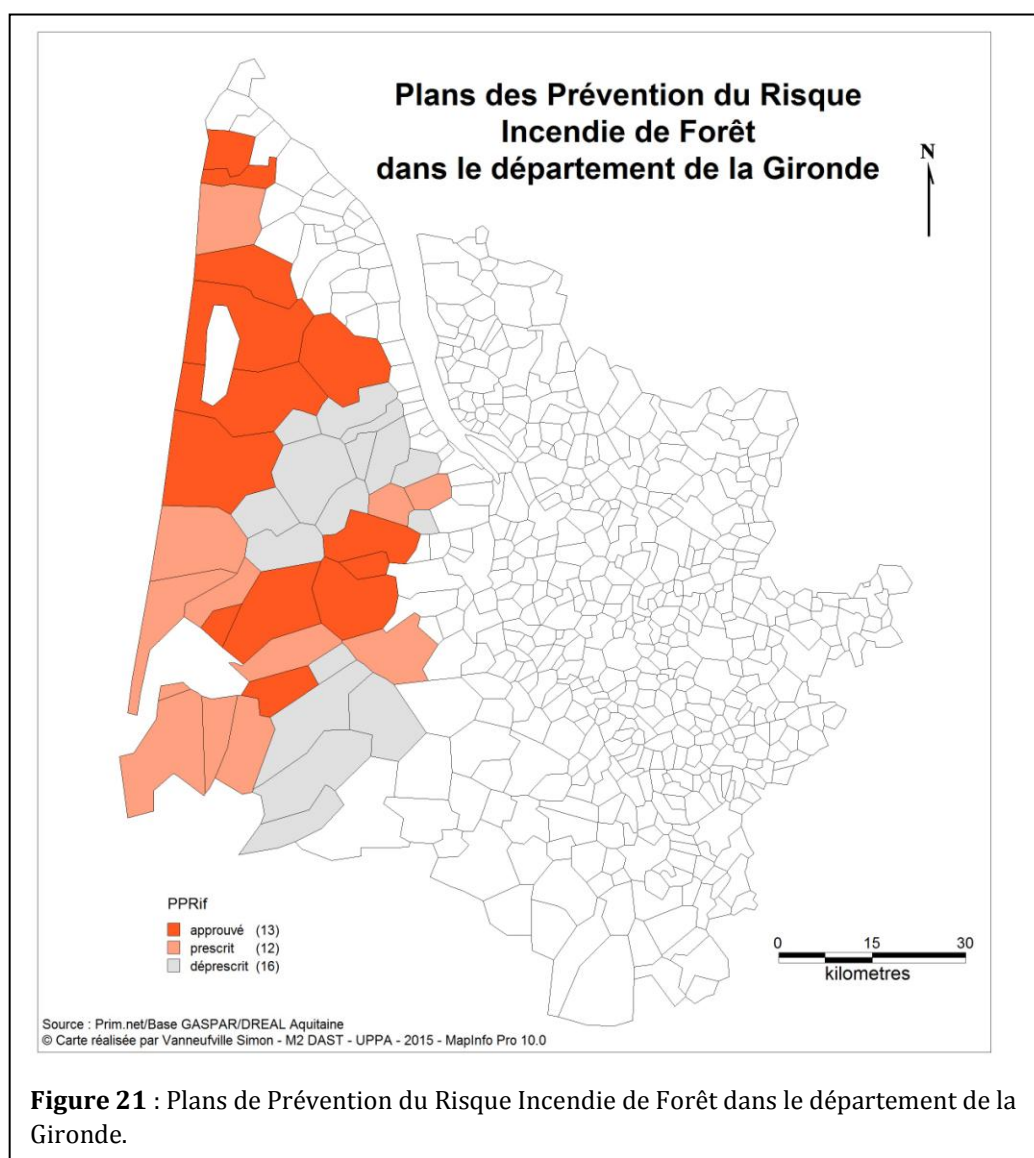 Plans des Prévention du Risque
Incendie de Forêt
dans le département de la Gironde
N
PPRif
approuvé (13)
prescrit (12)
déprescrit (16)
0 15 30
kilometres
Source : Prim.net/Base GASPAR/DREAL Aquitaine
© Carte réalisée par Vanneufville Simon - M2 DAST - UPPA - 2015 - MapInfo Pro 10.0
Figure 21 : Plans de Prévention du Risque Incendie de Forêt dans le département de la
Gironde.